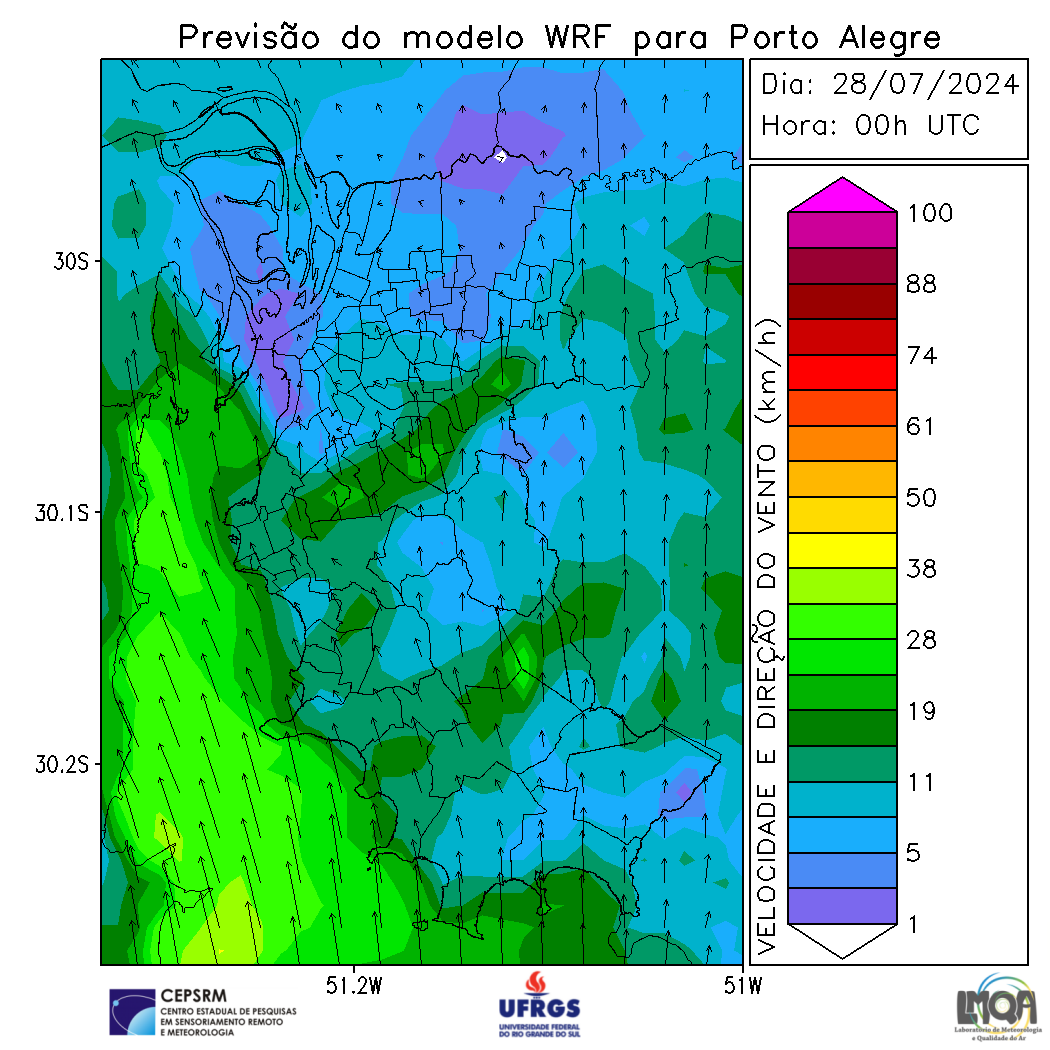 Previsão do modelo WRF para Porto Alegre
Dia: 28/07/2024
Hora: 00h UTC
30S
30.1S
30.2S
51.2W
51W
VELOCIDADE E DIREÇÃO DO VENTO (km/h)
100
88
74
61
50
38
28
19
11
5
1
CEPSRM
CENTRO ESTADUAL DE PESQUISAS
EM SENSORIAMENTO REMOTO
E METEOROLOGIA
UFRGS
UNIVERSIDADE FEDERAL
DO RIO GRANDE DO SUL
LMQA
Laboratório de Meteorologia
e Qualidade do Ar